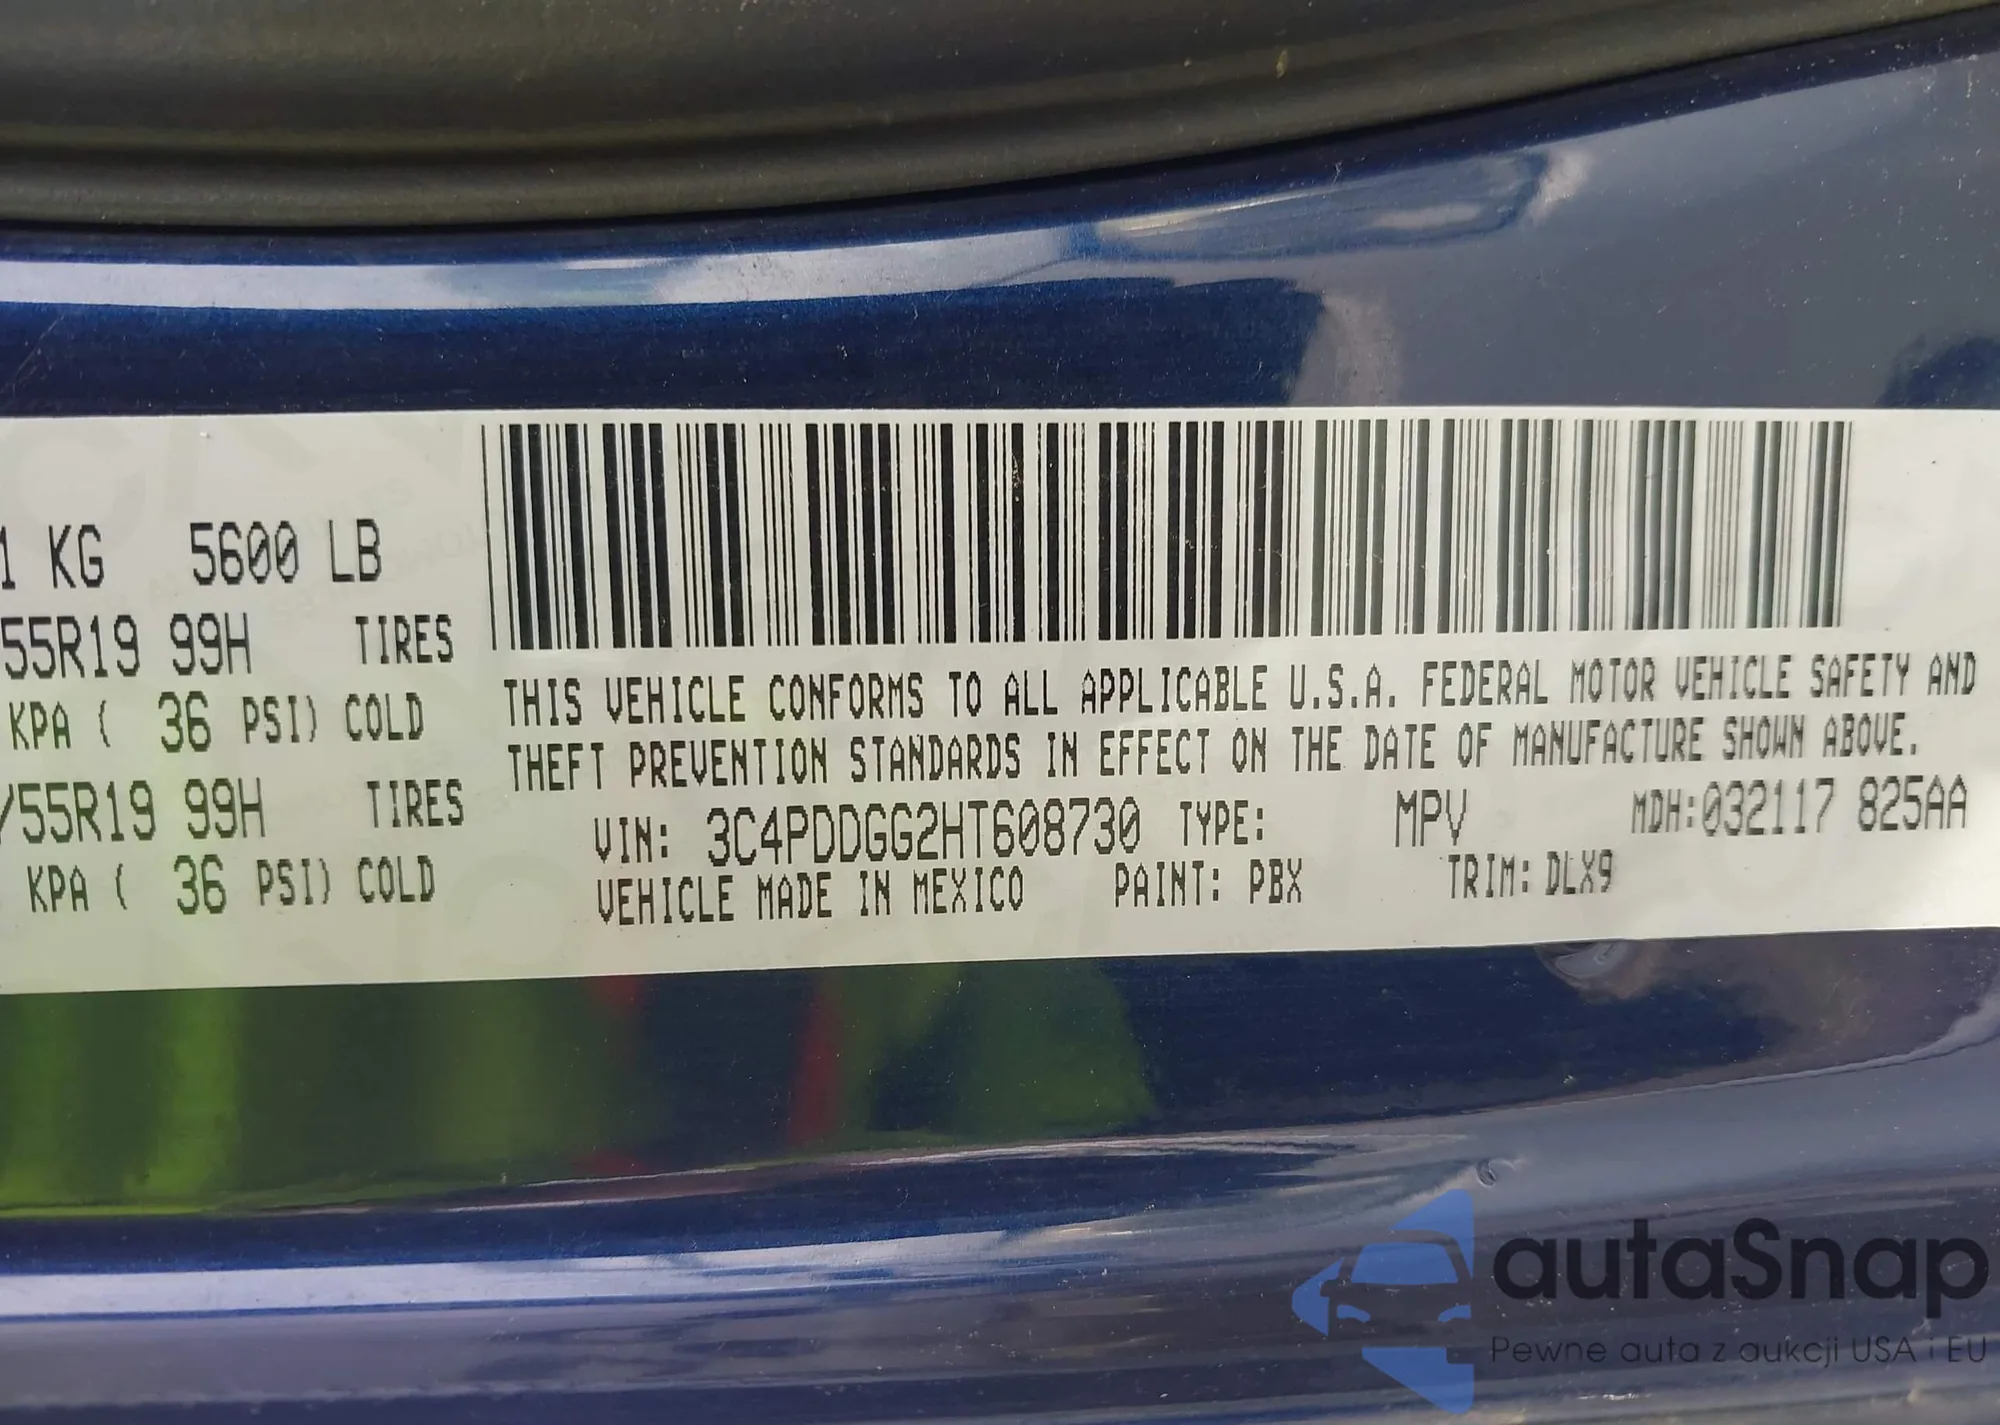 1 KG 5600 LB
55R19 99H TIRES
KPA ( 36 PSI) COLD
/55R19 99H TIRES
KPA ( 36 PSI) COLD
THIS VEHICLE CONFORMS TO ALL APPLICABLE U.S.A. FEDERAL MOTOR VEHICLE SAFETY AND
THEFT PREVENTION STANDARDS IN EFFECT ON THE DATE OF MANUFACTURE SHOWN ABOVE.
VIN: 3C4PDDGG2HT608730 TYPE: MPV MDH:032117 825AA
VEHICLE MADE IN MEXICO PAINT: PBX TRIM: DLX9
autaSnap
Pewne auta z aukcji USA i EU